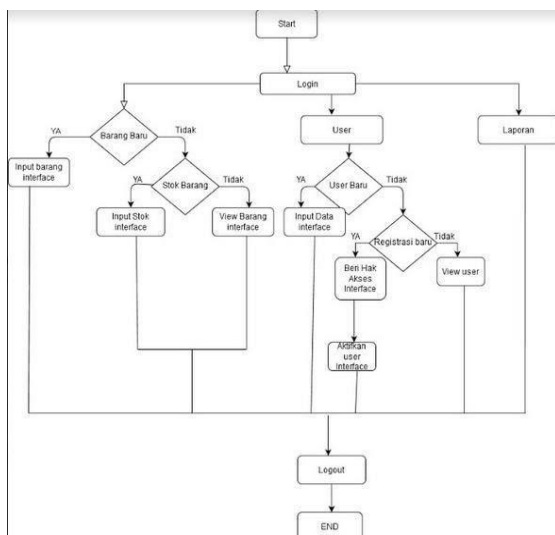 Start
Login
Barang Baru
YA
Tidak
User
Laporan
Input barang
interface
Stok Barang
YA
Tidak
User Baru
YA
Tidak
Input Stok
interface
View Barang
interface
Input Data
interface
Registrasi baru
YA
Tidak
Beri Hak
Akses
Interface
View user
Aktifkan
user
Interface
Logout
END